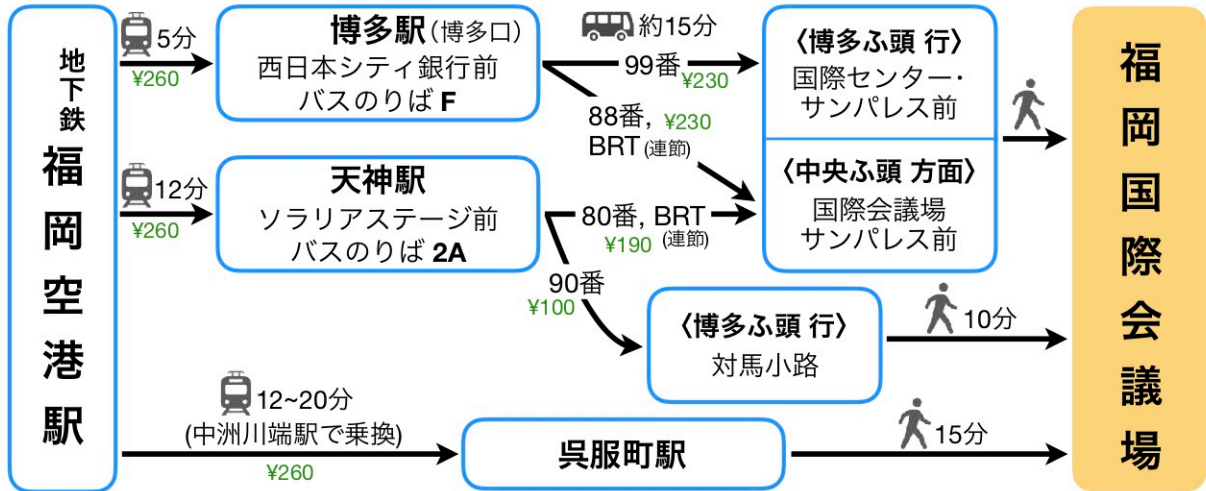 地下鉄
福岡空港駅
5分
¥260
博多駅(博多口)
西日本シティ銀行前
バスのりば F
約15分
99番
¥230
88番, ¥230
BRT (連節)
〈博多ふ頭 行〉
国際センター・
サンパレス前
12分
¥260
天神駅
ソラリアステージ前
バスのりば 2A
80番, BRT
¥190 (連節)
〈中央ふ頭 方面〉
国際会議場
サンパレス前
90番
¥100
〈博多ふ頭 行〉
対馬小路
10分
12~20分
(中洲川端駅で乗換)
¥260
呉服町駅
15分
福岡国際会議場